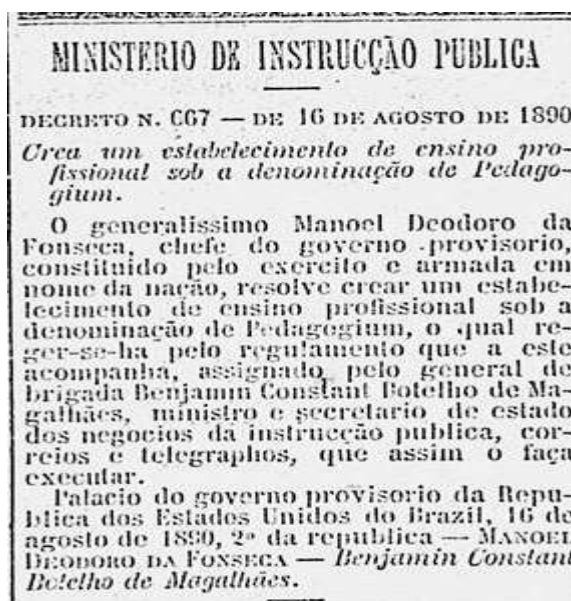 MINISTERIO DE INSTRUCÇÃO PUBLICA
DECRETO N. 667 — DE 16 DE AGOSTO DE 1890
Crea um estabelecimento de ensino pro-
fissional sob a denominação de Pedago-
gium.
O generalissimo Manoel Deodoro da
Fonseca, chefe do governo provisorio,
constituido pelo exercito e armada em
nome da nação, resolve crear um estabe-
lecimento de ensino profissional sob a
denominação de Pedagogium, o qual re-
ger-se-ha pelo regulamento que a este
acompanha, assignado pelo general de
brigada Benjamin Constant Botelho de Ma-
galhães, ministro e secretario de estado
dos negocios da instrucção publica, cor-
reios e telegraphos, que assim o faça
executar.
Palacio do governo provisorio da Repu-
blica dos Estados Unidos do Brazil, 16 de
agosto de 1890, 2º da republica — MANOEL
DEODORO DA FONSECA — Benjamin Constant
Botelho de Magalhães.